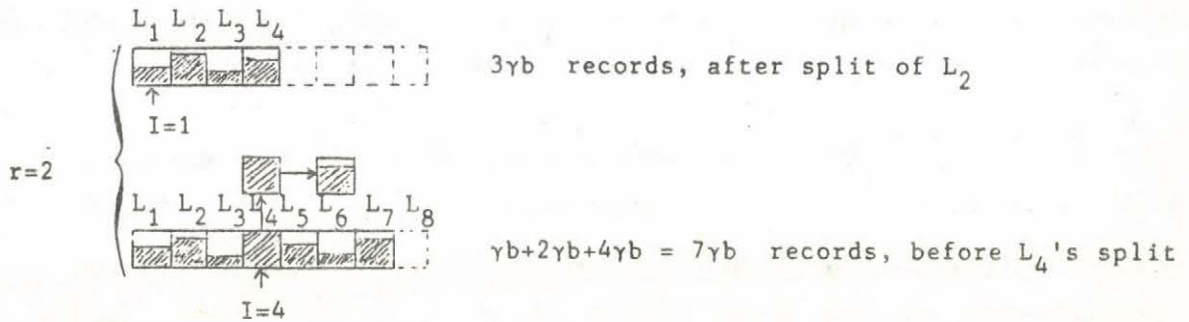 L₁ L₂ L₃ L₄
3γb records, after split of L₂
I=1
r=2
L₁ L₂ L₃ L₄ L₅ L₆ L₇ L₈
γb+2γb+4γb = 7γb records, before L₄'s split
I=4